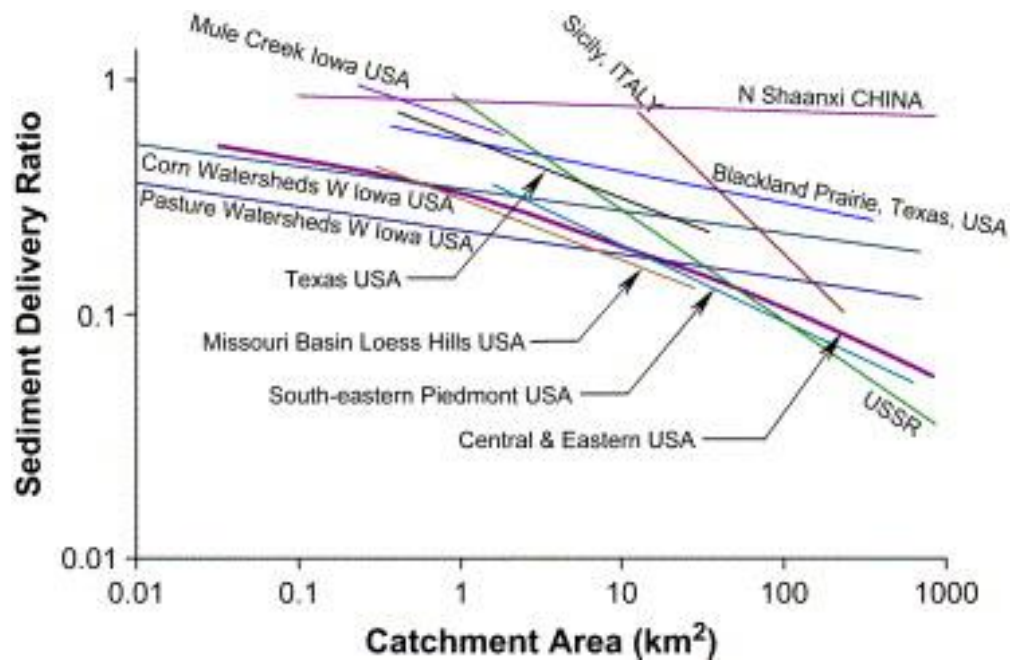 Mule Creek Iowa USA
Sicily, ITALY
N Shaanxi CHINA
Blackland Prairie, Texas, USA
Corn Watersheds W Iowa USA
Pasture Watersheds W Iowa USA
Texas USA
Missouri Basin Loess Hills USA
South-eastern Piedmont USA
Central & Eastern USA
USSR
Sediment Delivery Ratio
1
0.1
0.01
0.01 0.1 1 10 100 1000
Catchment Area (km²)